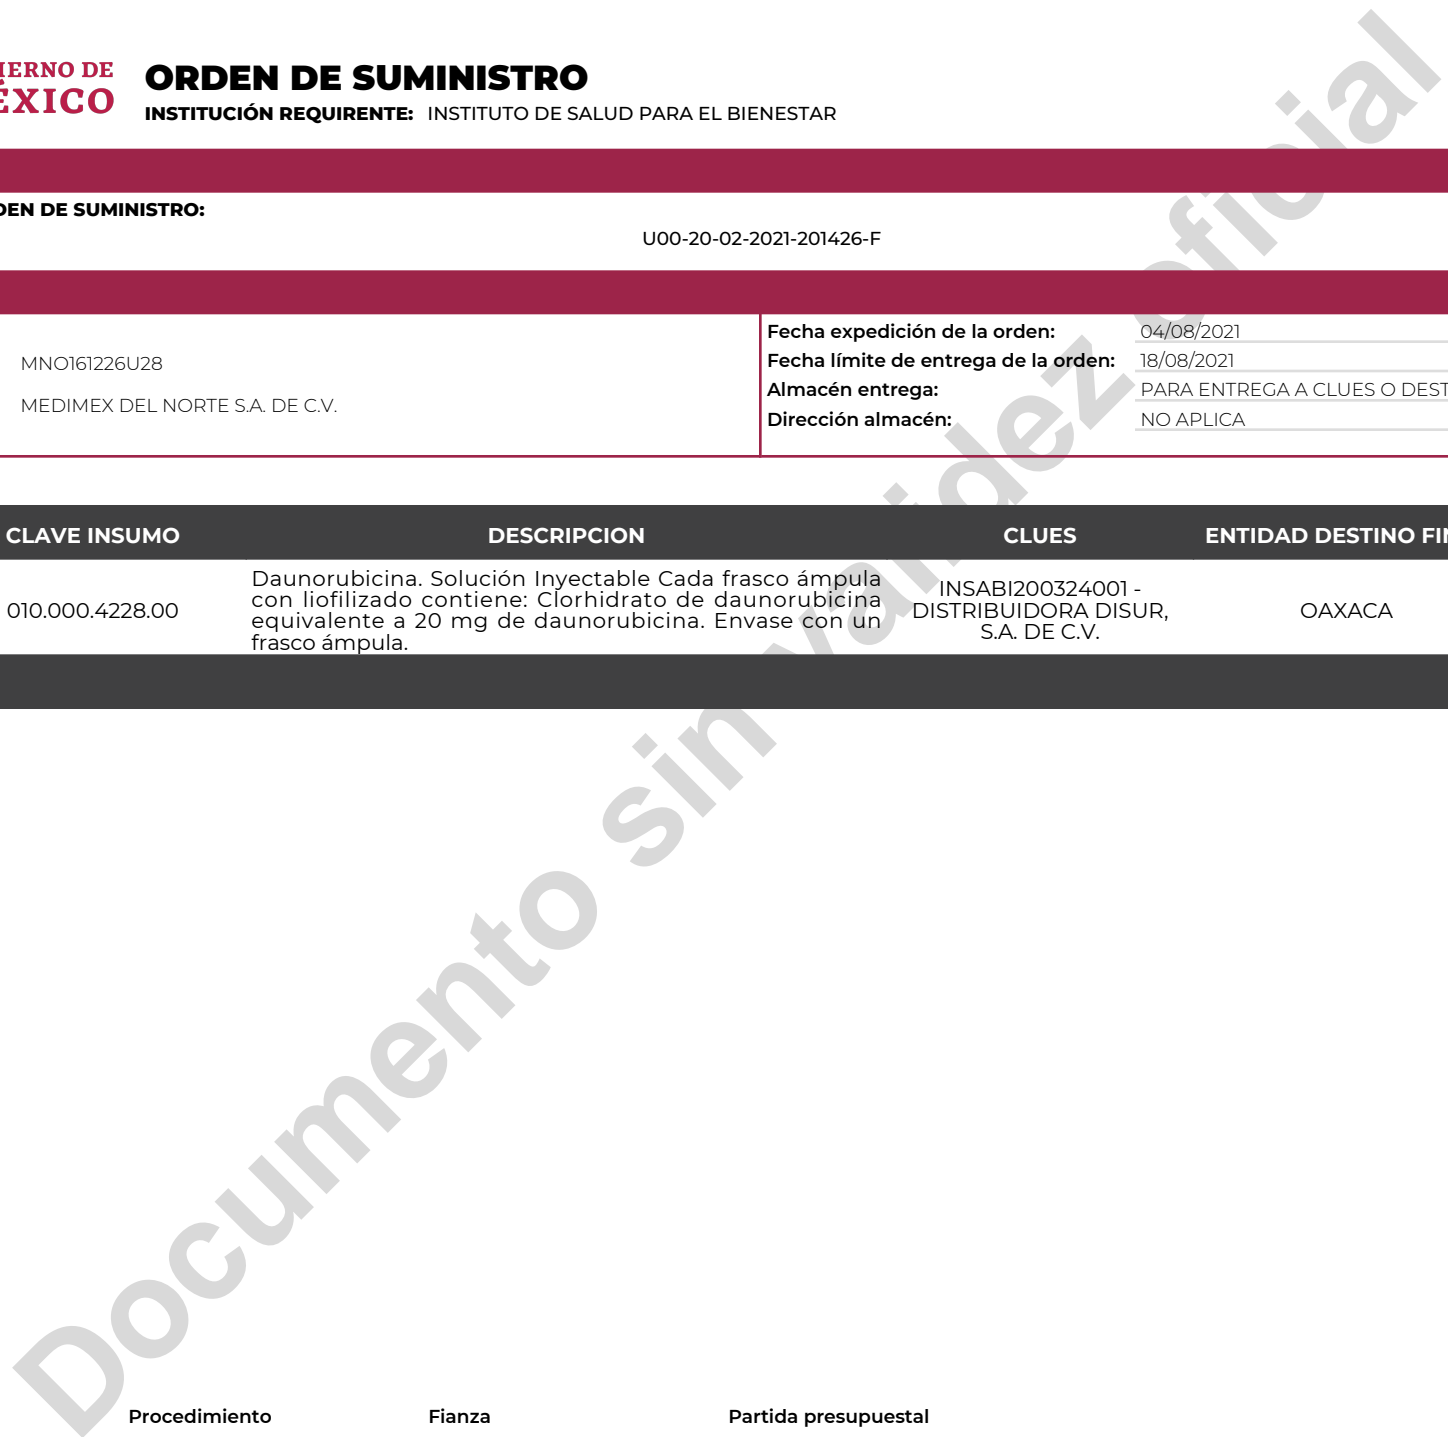 IERNO DE
ÉXICO
ORDEN DE SUMINISTRO
INSTITUCIÓN REQUIRENTE: INSTITUTO DE SALUD PARA EL BIENESTAR
DEN DE SUMINISTRO:
U00-20-02-2021-201426-F
MNO161226U28
MEDIMEX DEL NORTE S.A. DE C.V.
Fecha expedición de la orden: 04/08/2021
Fecha límite de entrega de la orden: 18/08/2021
Almacén entrega: PARA ENTREGA A CLUES O DEST
Dirección almacén: NO APLICA
CLAVE INSUMO DESCRIPCION CLUES ENTIDAD DESTINO FIN
010.000.4228.00
Daunorubicina. Solución Inyectable Cada frasco ámpula
con liofilizado contiene: Clorhidrato de daunorubicina
equivalente a 20 mg de daunorubicina. Envase con un
frasco ámpula.
INSABI200324001 -
DISTRIBUIDORA DISUR,
S.A. DE C.V.
OAXACA
Documento sin validez oficial
Procedimiento Fianza Partida presupuestal